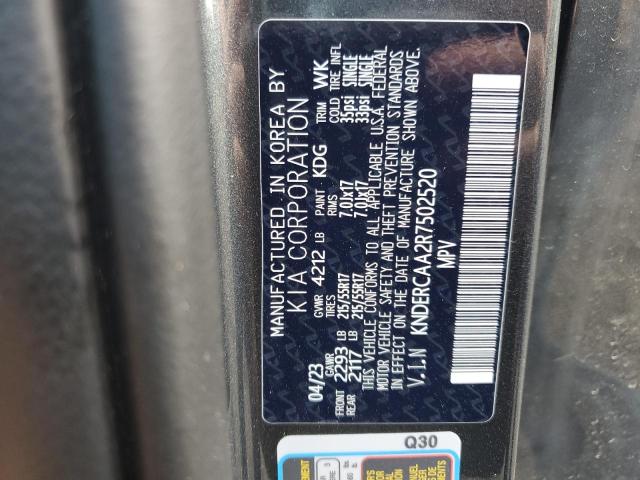 MANUFACTURED IN KOREA BY
KIA CORPORATION
04/23 GVWR 4212 LB PAINT KDG TRIM WK
GAWR TIRES RIMS COLD TIRE INFL
FRONT 2293 LB 215/55R17 7.0Jx17 35psi SINGLE
REAR 2117 LB 215/55R17 7.0Jx17 33psi SINGLE
THIS VEHICLE CONFORMS TO ALL APPLICABLE U.S.A. FEDERAL
MOTOR VEHICLE SAFETY AND THEFT PREVENTION STANDARDS
IN EFFECT ON THE DATE OF MANUFACTURE SHOWN ABOVE.
V.I.N KNDERCAA2R7502520
MPV
Q30